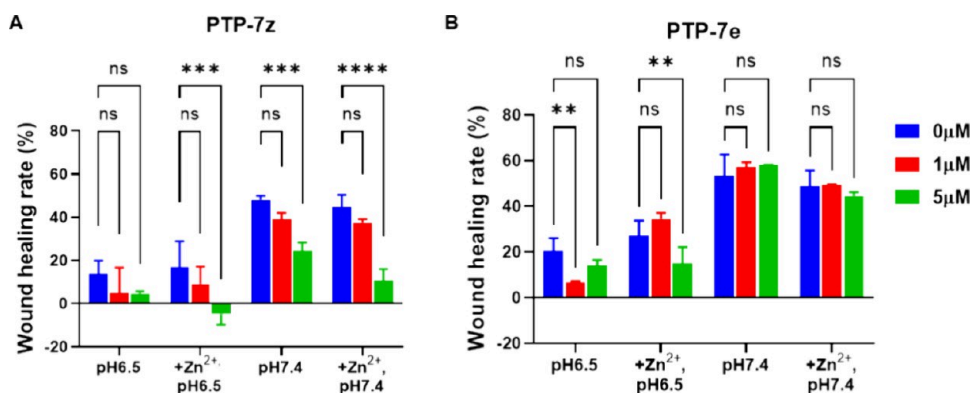 A
PTP-7z
ns
***
***
****
ns
ns
ns
ns
Wound healing rate (%)
80
60
40
20
0
-20
pH6.5
+Zn²⁺,
pH6.5
pH7.4
+Zn²⁺,
pH7.4
B
PTP-7e
ns
**
ns
ns
**
ns
ns
ns
Wound healing rate (%)
80
60
40
20
0
-20
pH6.5
+Zn²⁺,
pH6.5
pH7.4
+Zn²⁺,
pH7.4
0μM
1μM
5μM